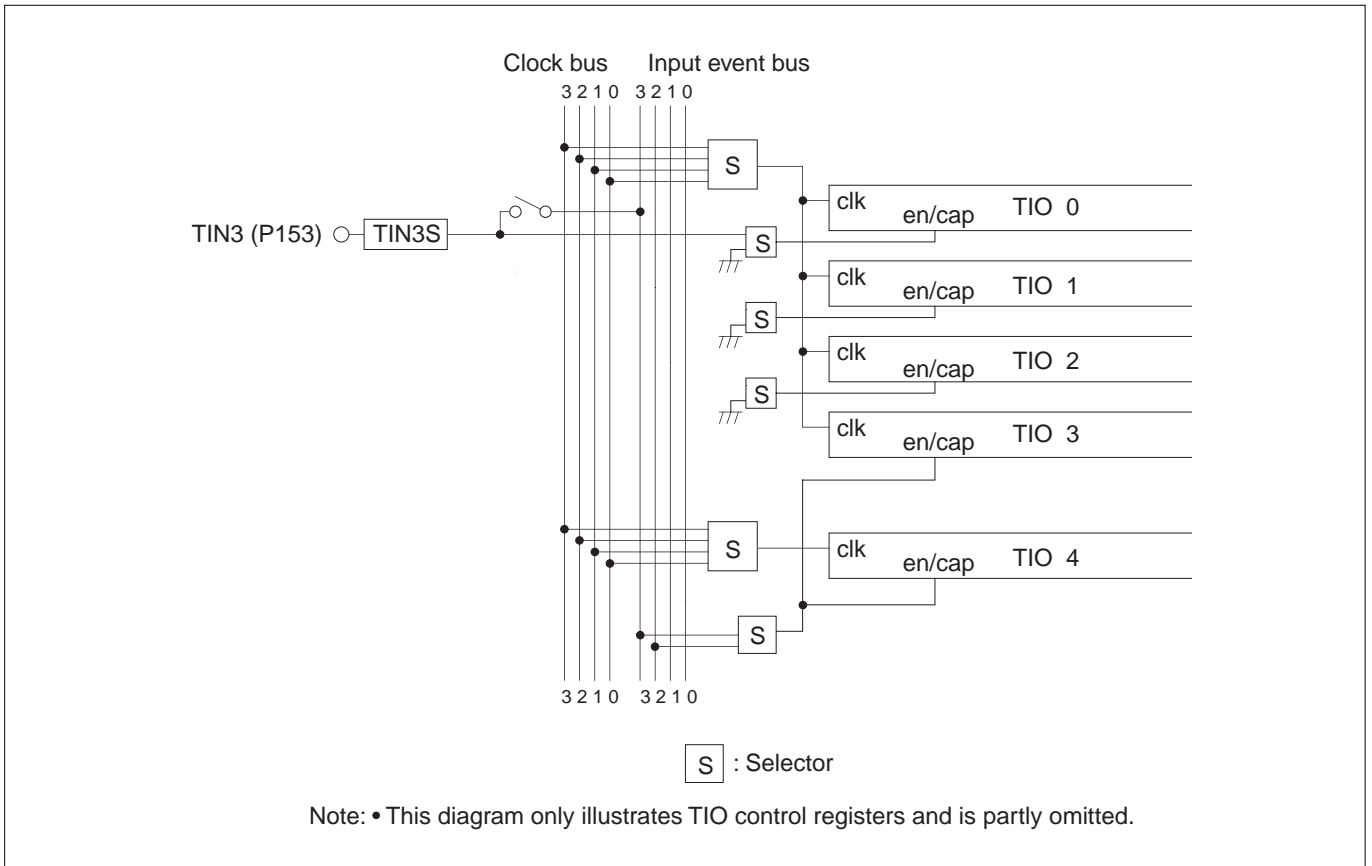 Clock bus Input event bus
3 2 1 0 3 2 1 0
S
clk en/cap TIO 0
TIN3 (P153) TIN3S
S
clk en/cap TIO 1
S
clk en/cap TIO 2
S
clk en/cap TIO 3
S
clk en/cap TIO 4
S
3 2 1 0 3 2 1 0
S : Selector
Note: • This diagram only illustrates TIO control registers and is partly omitted.